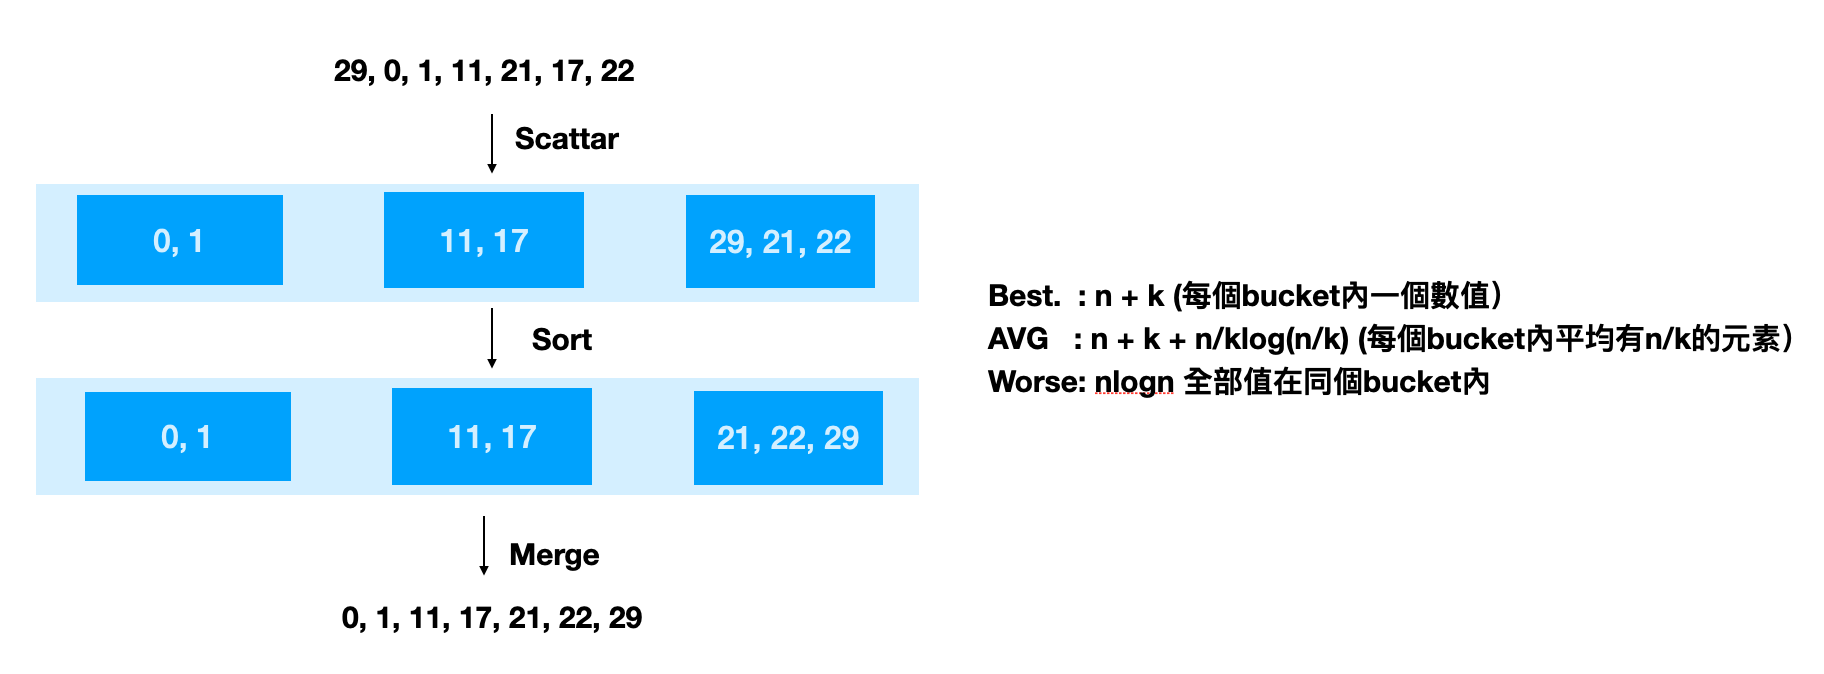 29, 0, 1, 11, 21, 17, 22
Scattar
0, 1
11, 17
29, 21, 22
Sort
0, 1
11, 17
21, 22, 29
Merge
0, 1, 11, 17, 21, 22, 29
Best.  : n + k (每個bucket內一個數值）
AVG   : n + k + n/klog(n/k) (每個bucket內平均有n/k的元素）
Worse: nlogn 全部值在同個bucket內